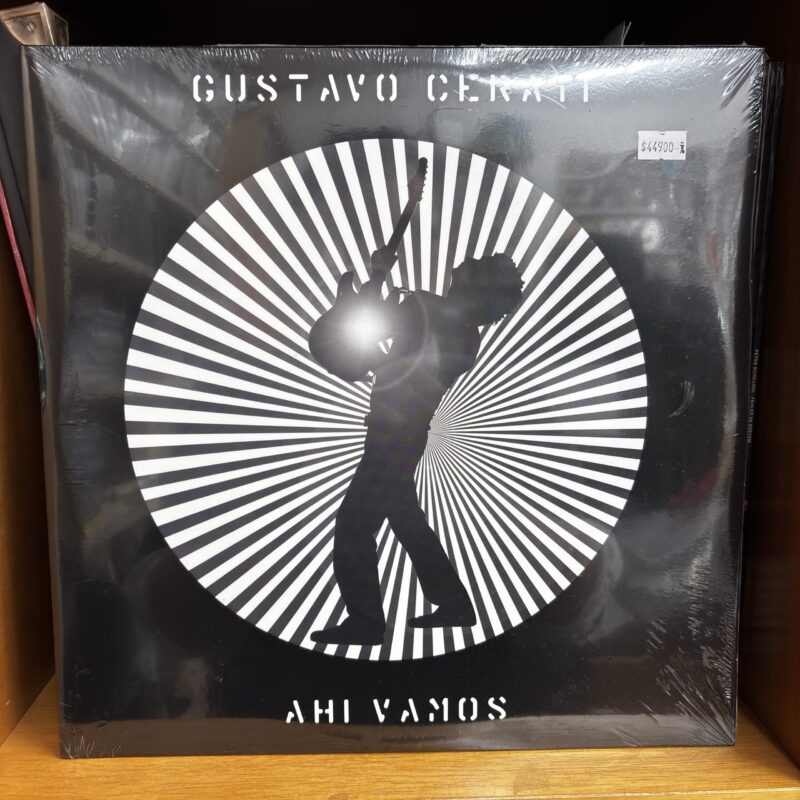 GUSTAVO CERATI
$44900
AHI VAMOS